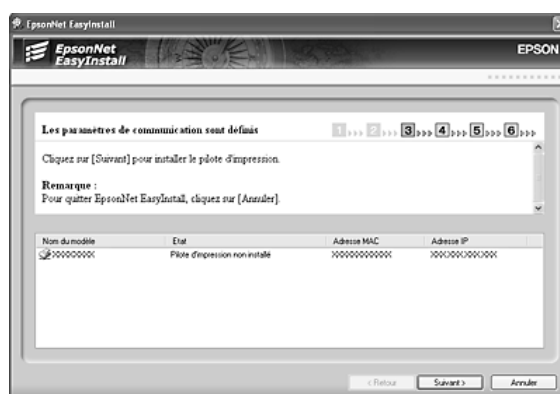 EpsonNet EasyInstall
EpsonNet
EasyInstall
EPSON
Les paramètres de communication sont définis
1 2 3 4 5 6
Cliquez sur [Suivant] pour installer le pilote d'impression.
Remarque :
Pour quitter EpsonNet EasyInstall, cliquez sur [Annuler].
Nom du modèle Etat Adresse MAC Adresse IP
XXXXXXXX Pilote d'impression non installé XXXXXXXXXXXX XXX.XXX.XXX.XXX
< Retour Suivant > Annuler